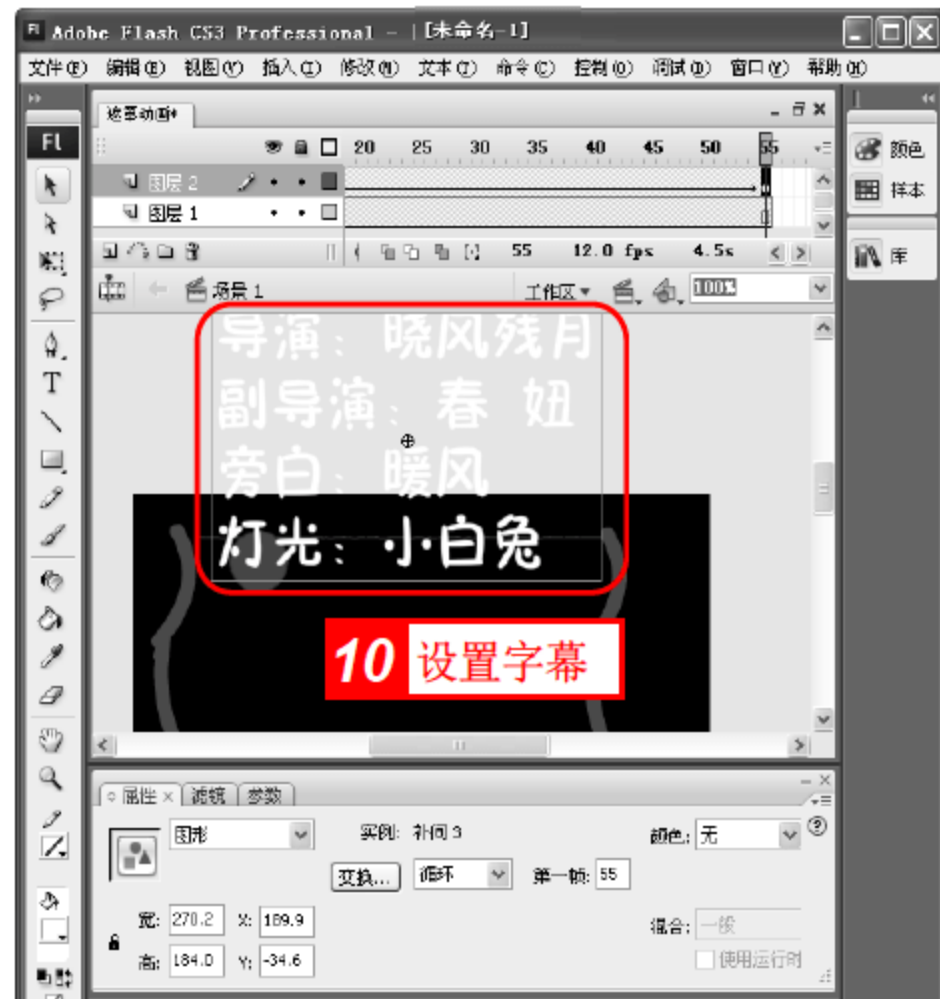 Adobe Flash CS3 Professional - [未命名-1]
文件(F) 编辑(E) 视图(V) 插入(I) 修改(M) 文本(T) 命令(C) 控制(O) 调试(D) 窗口(W) 帮助(H)
遮罩动画*
Fl
20 25 30 35 40 45 50 55
图层 2
图层 1
55 12.0 fps 4.5s
场景 1
工作区
100%
颜色
样本
库
导演：晓风残月
副导演：春 妞
旁白：暖风
灯光：小白兔
10 设置字幕
属性 滤镜 参数
图形 实例: 补间 3 颜色: 无
交换... 循环 第一帧: 55
宽: 270.2 X: 189.9 混合: 一般
高: 184.0 Y: -34.6 使用运行时